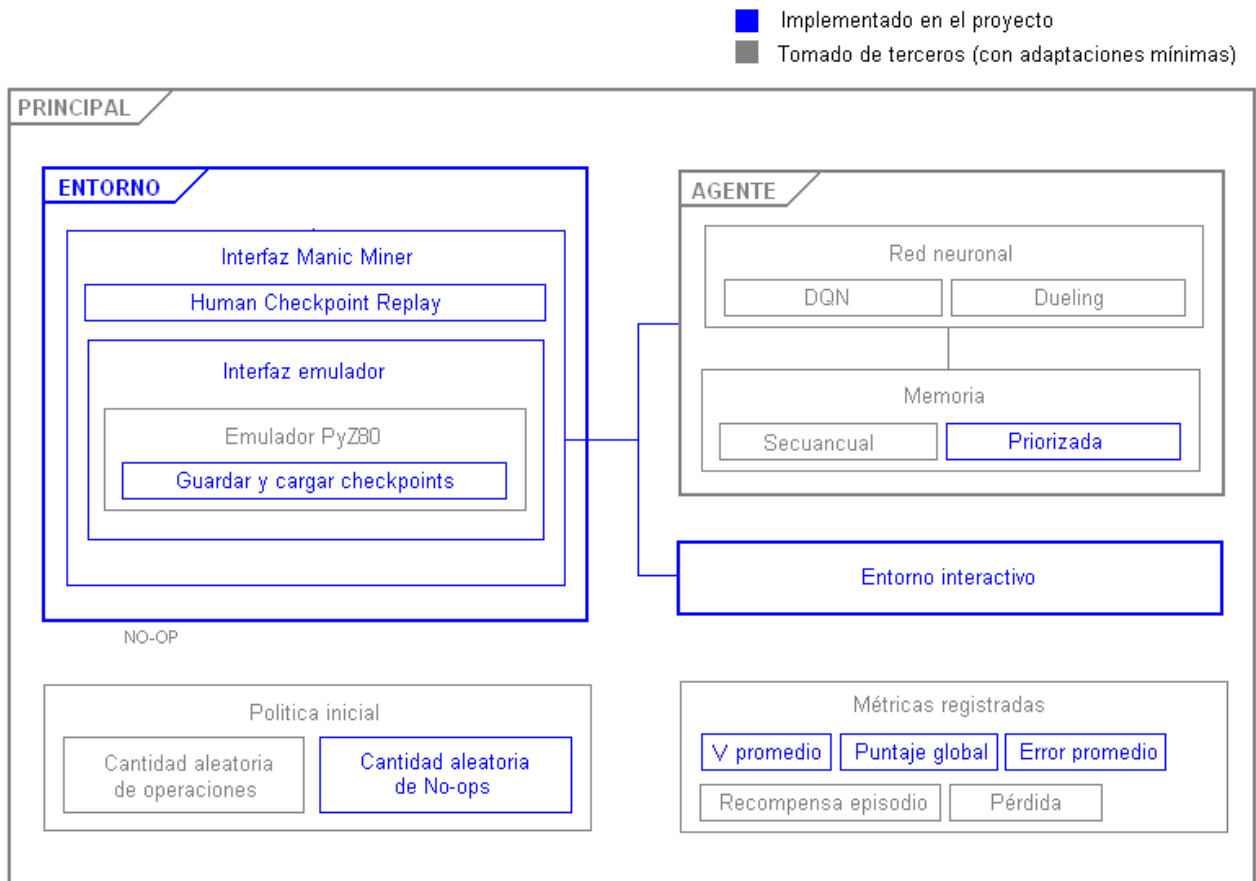 Implementado en el proyecto
Tomado de terceros (con adaptaciones mínimas)
PRINCIPAL
ENTORNO
Interfaz Manic Miner
Human Checkpoint Replay
Interfaz emulador
Emulador PyZ80
Guardar y cargar checkpoints
NO-OP
AGENTE
Red neuronal
DQN
Dueling
Memoria
Secuancual
Priorizada
Entorno interactivo
Politica inicial
Cantidad aleatoria
de operaciones
Cantidad aleatoria
de No-ops
Métricas registradas
V promedio
Puntaje global
Error promedio
Recompensa episodio
Pérdida